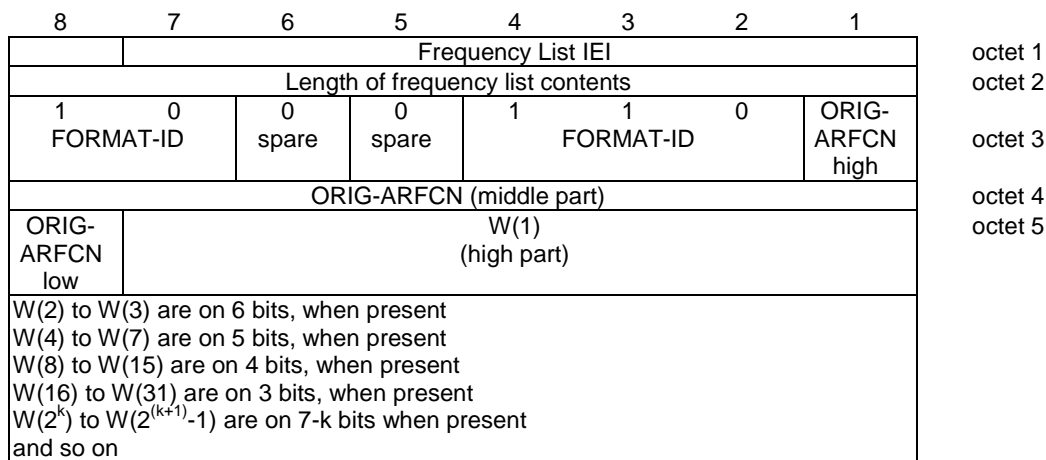 8 7 6 5 4 3 2 1
Frequency List IEI octet 1
Length of frequency list contents octet 2
1 0 0 0 1 1 0 ORIG-
FORMAT-ID spare spare FORMAT-ID ARFCN octet 3
high
ORIG-ARFCN (middle part) octet 4
ORIG- W(1) octet 5
ARFCN (high part)
low
W(2) to W(3) are on 6 bits, when present
W(4) to W(7) are on 5 bits, when present
W(8) to W(15) are on 4 bits, when present
W(16) to W(31) are on 3 bits, when present
W(2^k) to W(2^(k+1)-1) are on 7-k bits when present
and so on